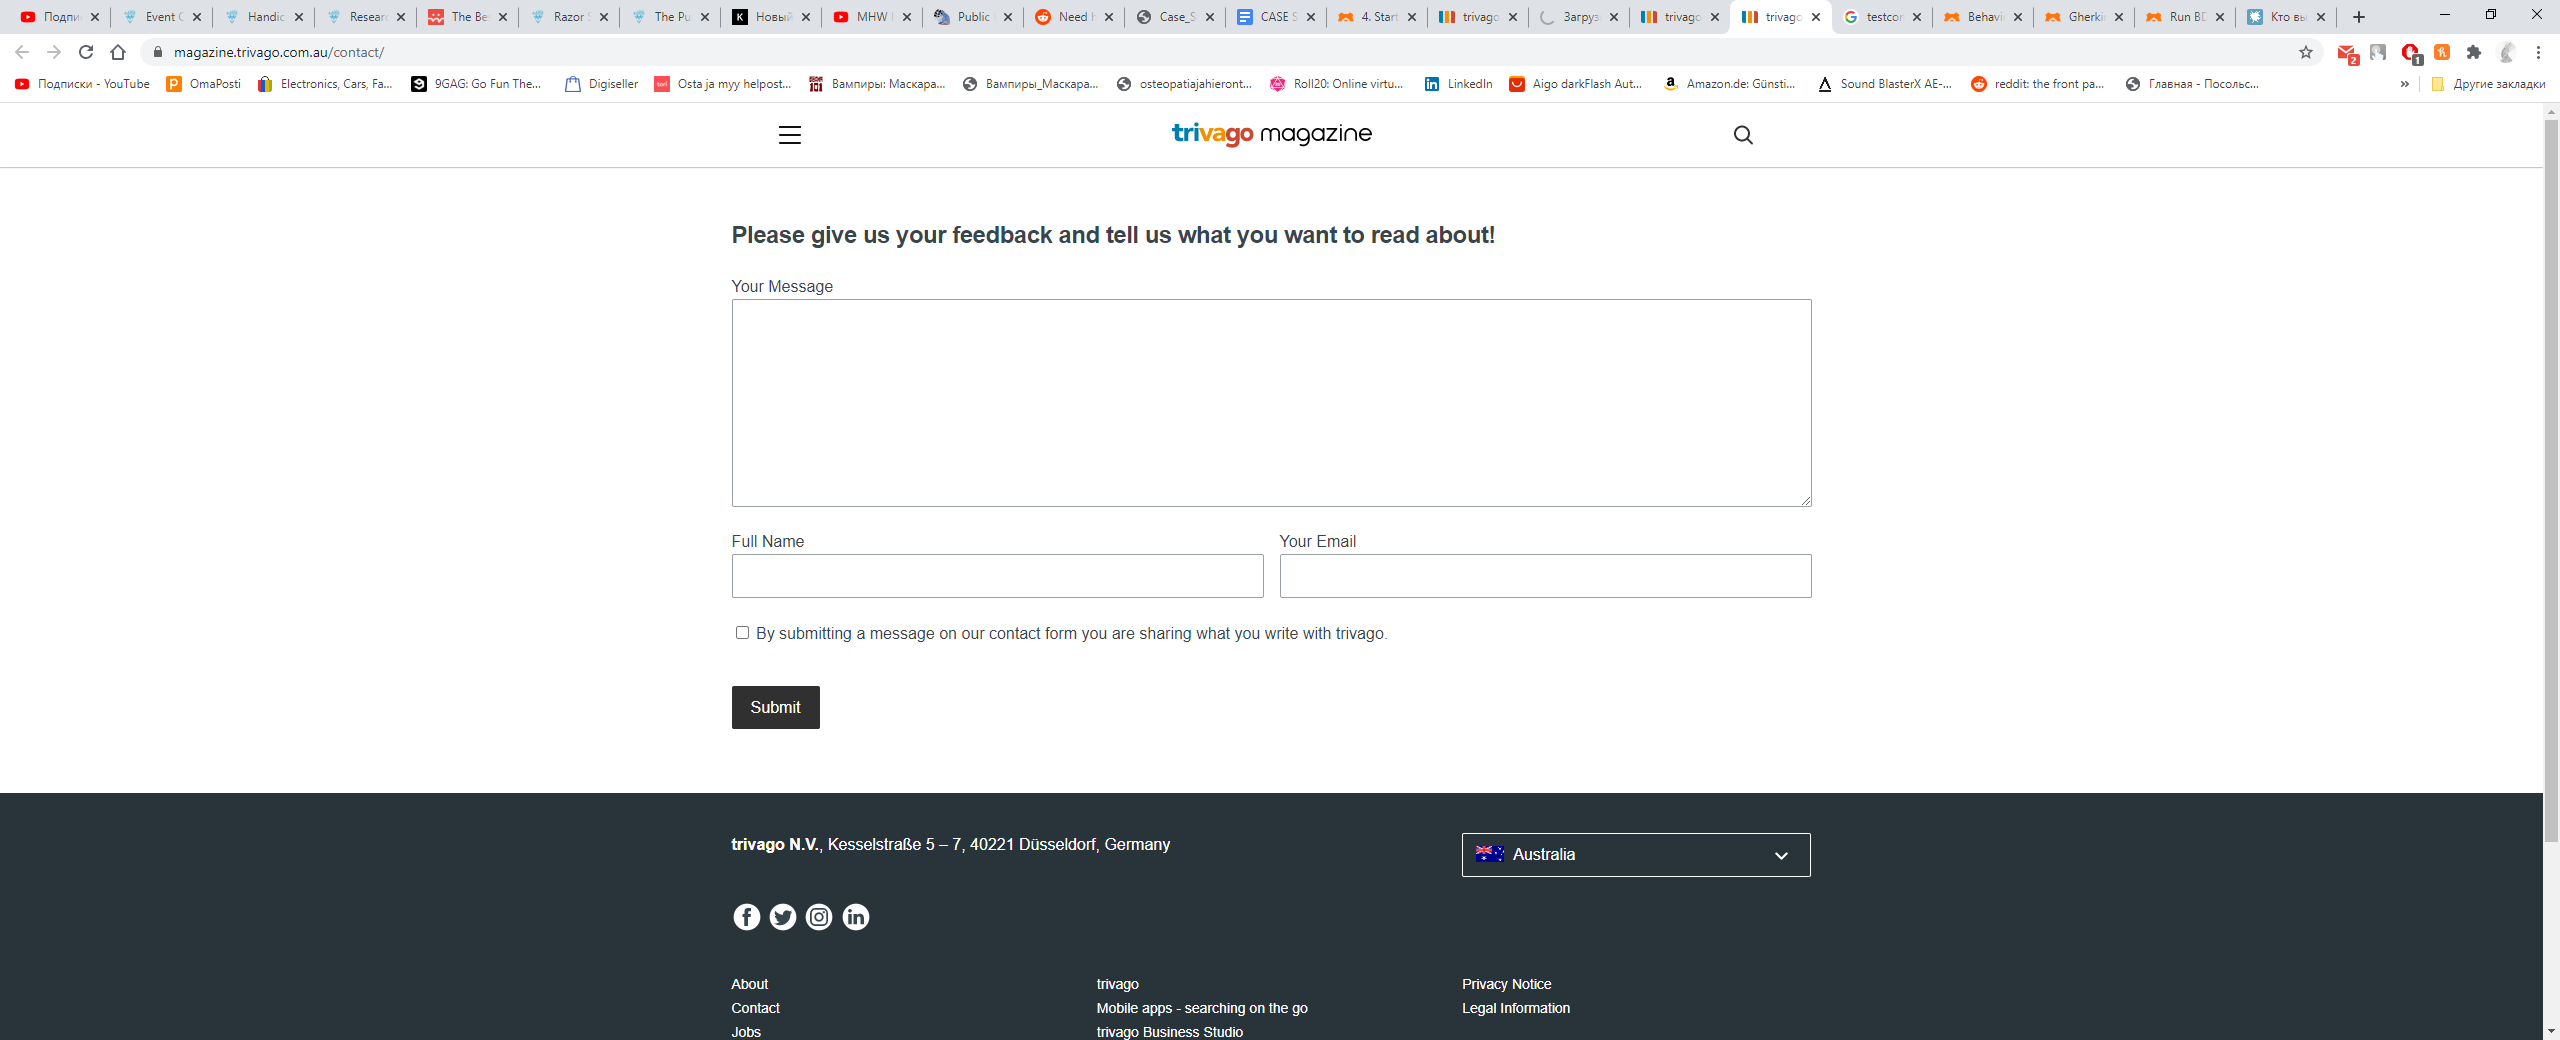 Подпи Event C Handic Researc The Be Razor S The Pu Новый MHW Public Need h Case_S CASE S 4. Start trivago Загруз trivago trivago testcor Behavi Gherki Run BD Кто вы
magazine.trivago.com.au/contact/
2 1
Подписки - YouTube OmaPosti Electronics, Cars, Fa... 9GAG: Go Fun The... Digiseller Osta ja myy helpost... Вампиры: Маскара... Вампиры_Маскара... osteopatiajahieront... Roll20: Online virtu... LinkedIn Aigo darkFlash Aut... Amazon.de: Günsti... Sound BlasterX AE-... reddit: the front pa... Главная - Посольс... » Другие закладки
trivago magazine
Please give us your feedback and tell us what you want to read about!
Your Message
Full Name Your Email
By submitting a message on our contact form you are sharing what you write with trivago.
Submit
trivago N.V., Kesselstraße 5 – 7, 40221 Düsseldorf, Germany
Australia
About trivago Privacy Notice
Contact Mobile apps - searching on the go Legal Information
Jobs trivago Business Studio